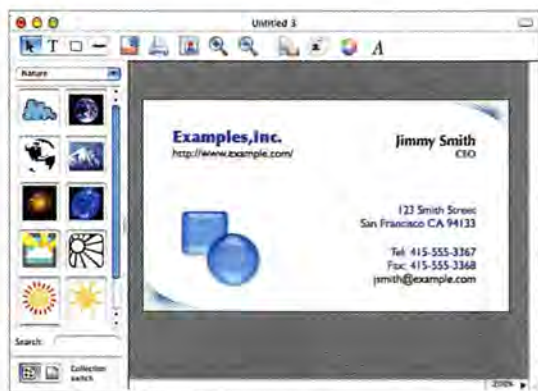 Untitled 3
T
A
Nature
Examples,Inc.
http://www.example.com/
Jimmy Smith
CEO
123 Smith Street
San Francisco CA 94133
Tel: 415-555-3367
Fax: 415-555-3368
jsmith@example.com
Search:
Collection
switch
200%